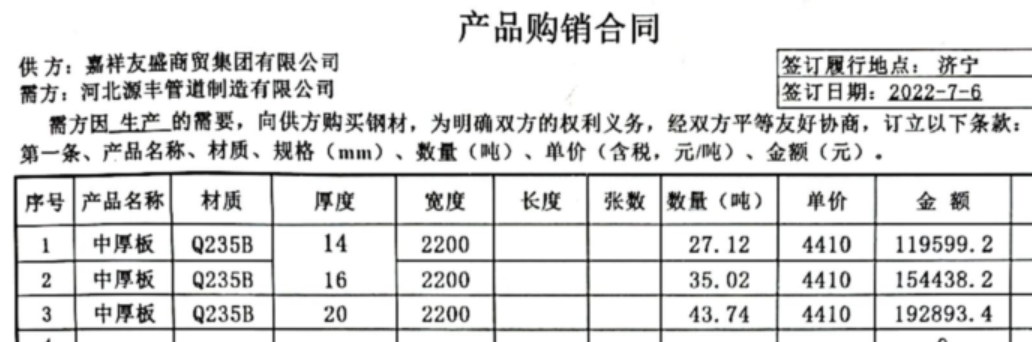 产品购销合同
供方：嘉祥友盛商贸集团有限公司
签订履行地点：济宁
需方：河北源丰管道制造有限公司
签订日期：2022-7-6
需方因 生产 的需要，向供方购买钢材，为明确双方的权利义务，经双方平等友好协商，订立以下条款：
第一条、产品名称、材质、规格（mm）、数量（吨）、单价（含税，元/吨）、金额（元）。
序号 产品名称 材质 厚度 宽度 长度 张数 数量（吨） 单价 金 额
1 中厚板 Q235B 14 2200 27.12 4410 119599.2
2 中厚板 Q235B 16 2200 35.02 4410 154438.2
3 中厚板 Q235B 20 2200 43.74 4410 192893.4